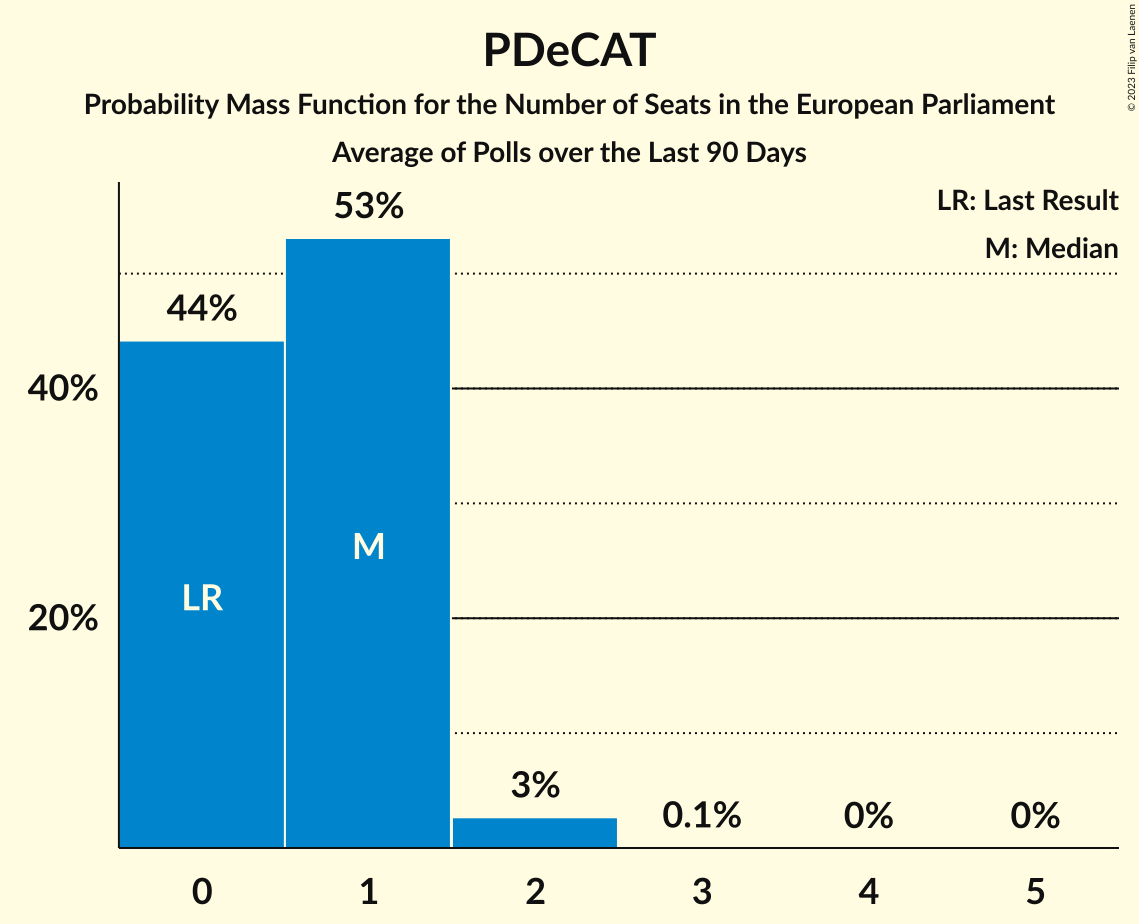 PDeCAT
Probability Mass Function for the Number of Seats in the European Parliament
Average of Polls over the Last 90 Days
© 2023 Filip van Laenen
LR: Last Result
M: Median
53%
44%
40%
M
LR
20%
3%
0.1%
0%
0%
0
1
2
3
4
5